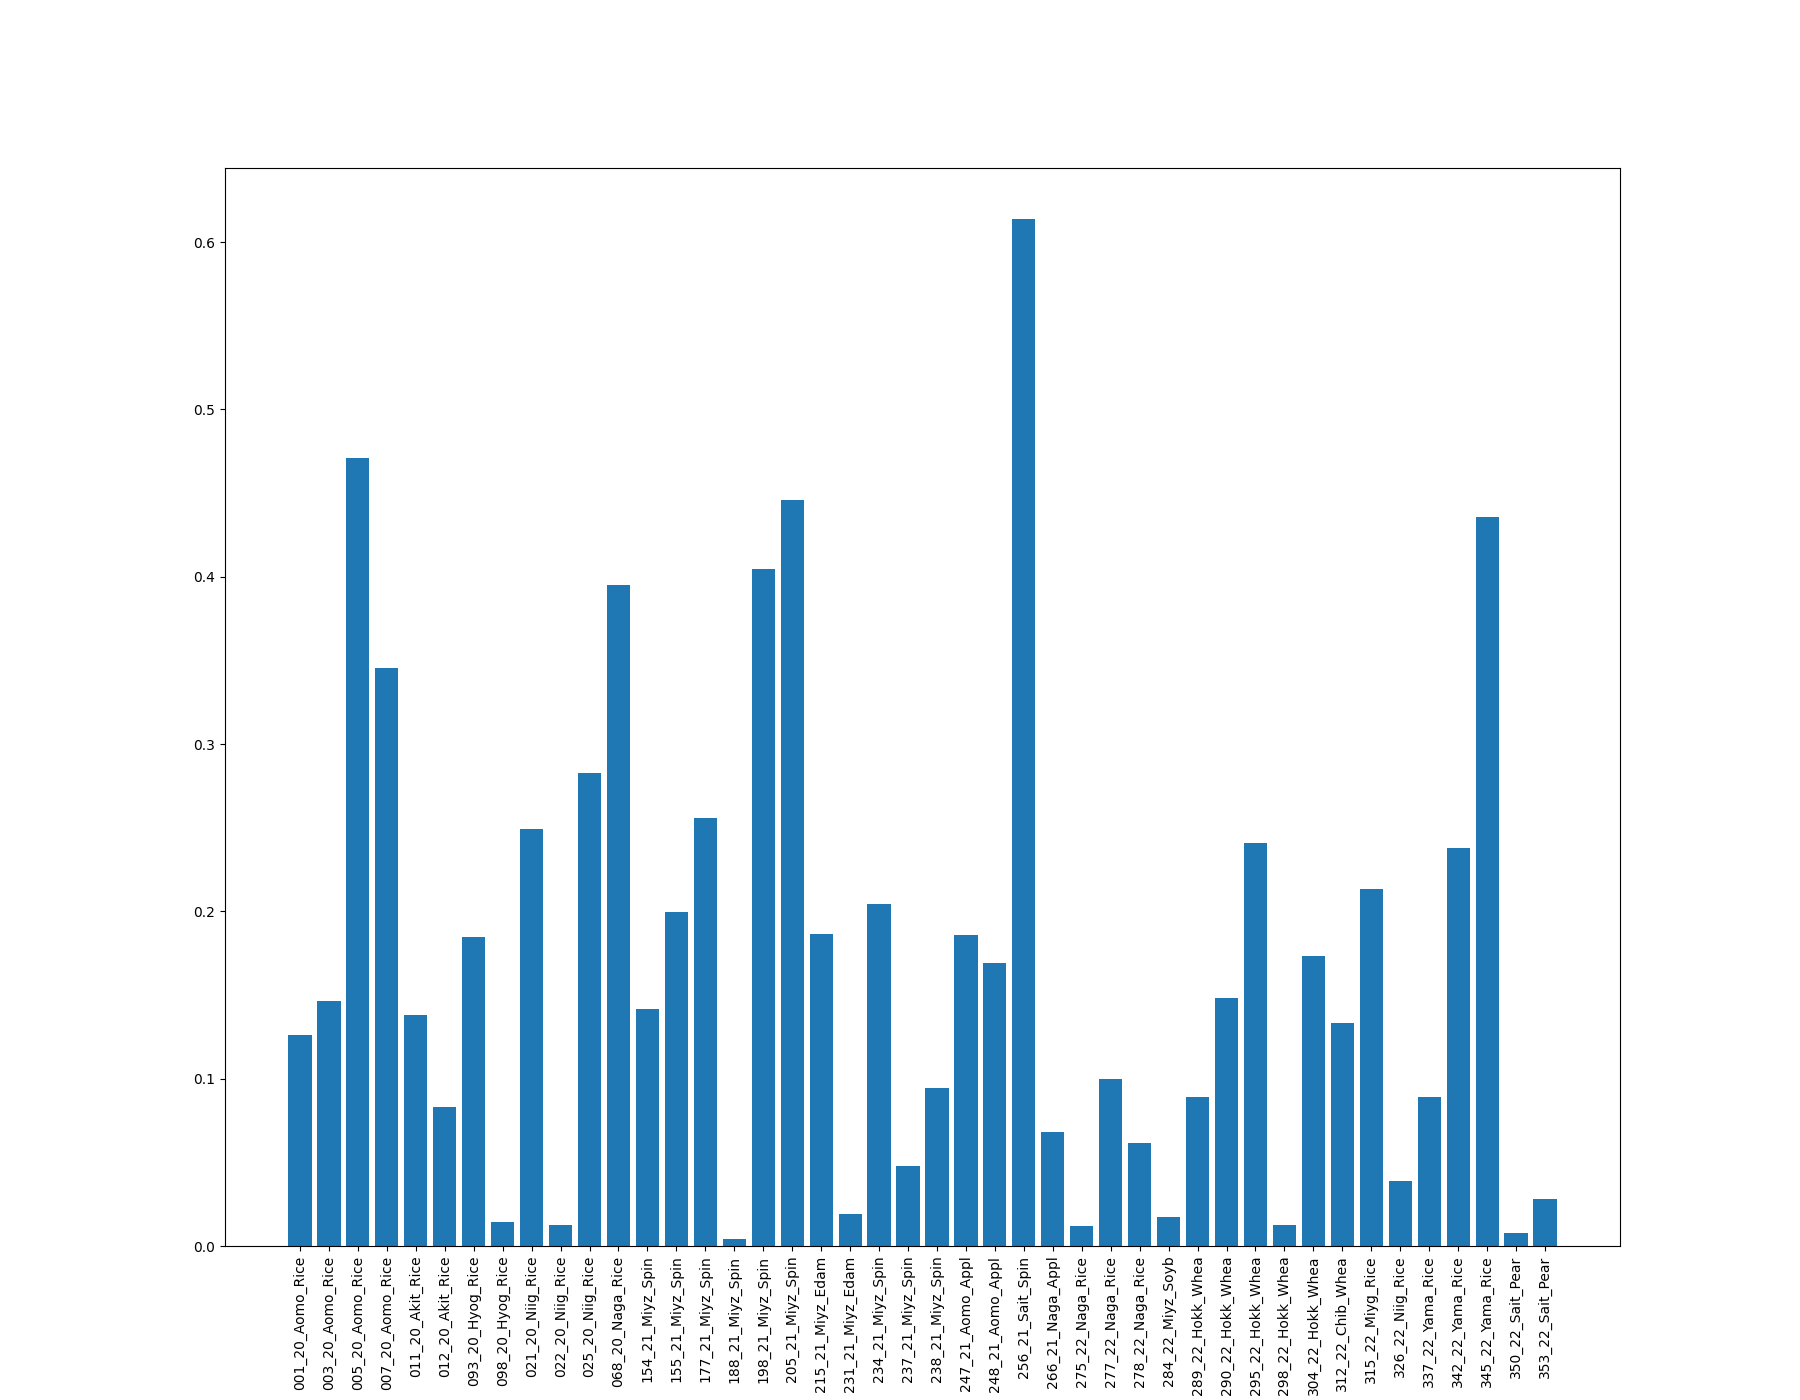 0.6
0.5
0.4
0.3
0.2
0.1
0.0
001_20_Aomo_Rice
003_20_Aomo_Rice
005_20_Aomo_Rice
007_20_Aomo_Rice
011_20_Akit_Rice
012_20_Akit_Rice
093_20_Hyog_Rice
098_20_Hyog_Rice
021_20_Niig_Rice
022_20_Niig_Rice
025_20_Niig_Rice
068_20_Naga_Rice
154_21_Miyz_Spin
155_21_Miyz_Spin
177_21_Miyz_Spin
188_21_Miyz_Spin
198_21_Miyz_Spin
205_21_Miyz_Spin
215_21_Miyz_Edam
231_21_Miyz_Edam
234_21_Miyz_Spin
237_21_Miyz_Spin
238_21_Miyz_Spin
247_21_Aomo_Appl
248_21_Aomo_Appl
256_21_Sait_Spin
266_21_Naga_Appl
275_22_Naga_Rice
277_22_Naga_Rice
278_22_Naga_Rice
284_22_Miyz_Soyb
289_22_Hokk_Whea
290_22_Hokk_Whea
295_22_Hokk_Whea
298_22_Hokk_Whea
304_22_Hokk_Whea
312_22_Chib_Whea
315_22_Miyg_Rice
326_22_Niig_Rice
337_22_Yama_Rice
342_22_Yama_Rice
345_22_Yama_Rice
350_22_Sait_Pear
353_22_Sait_Pear